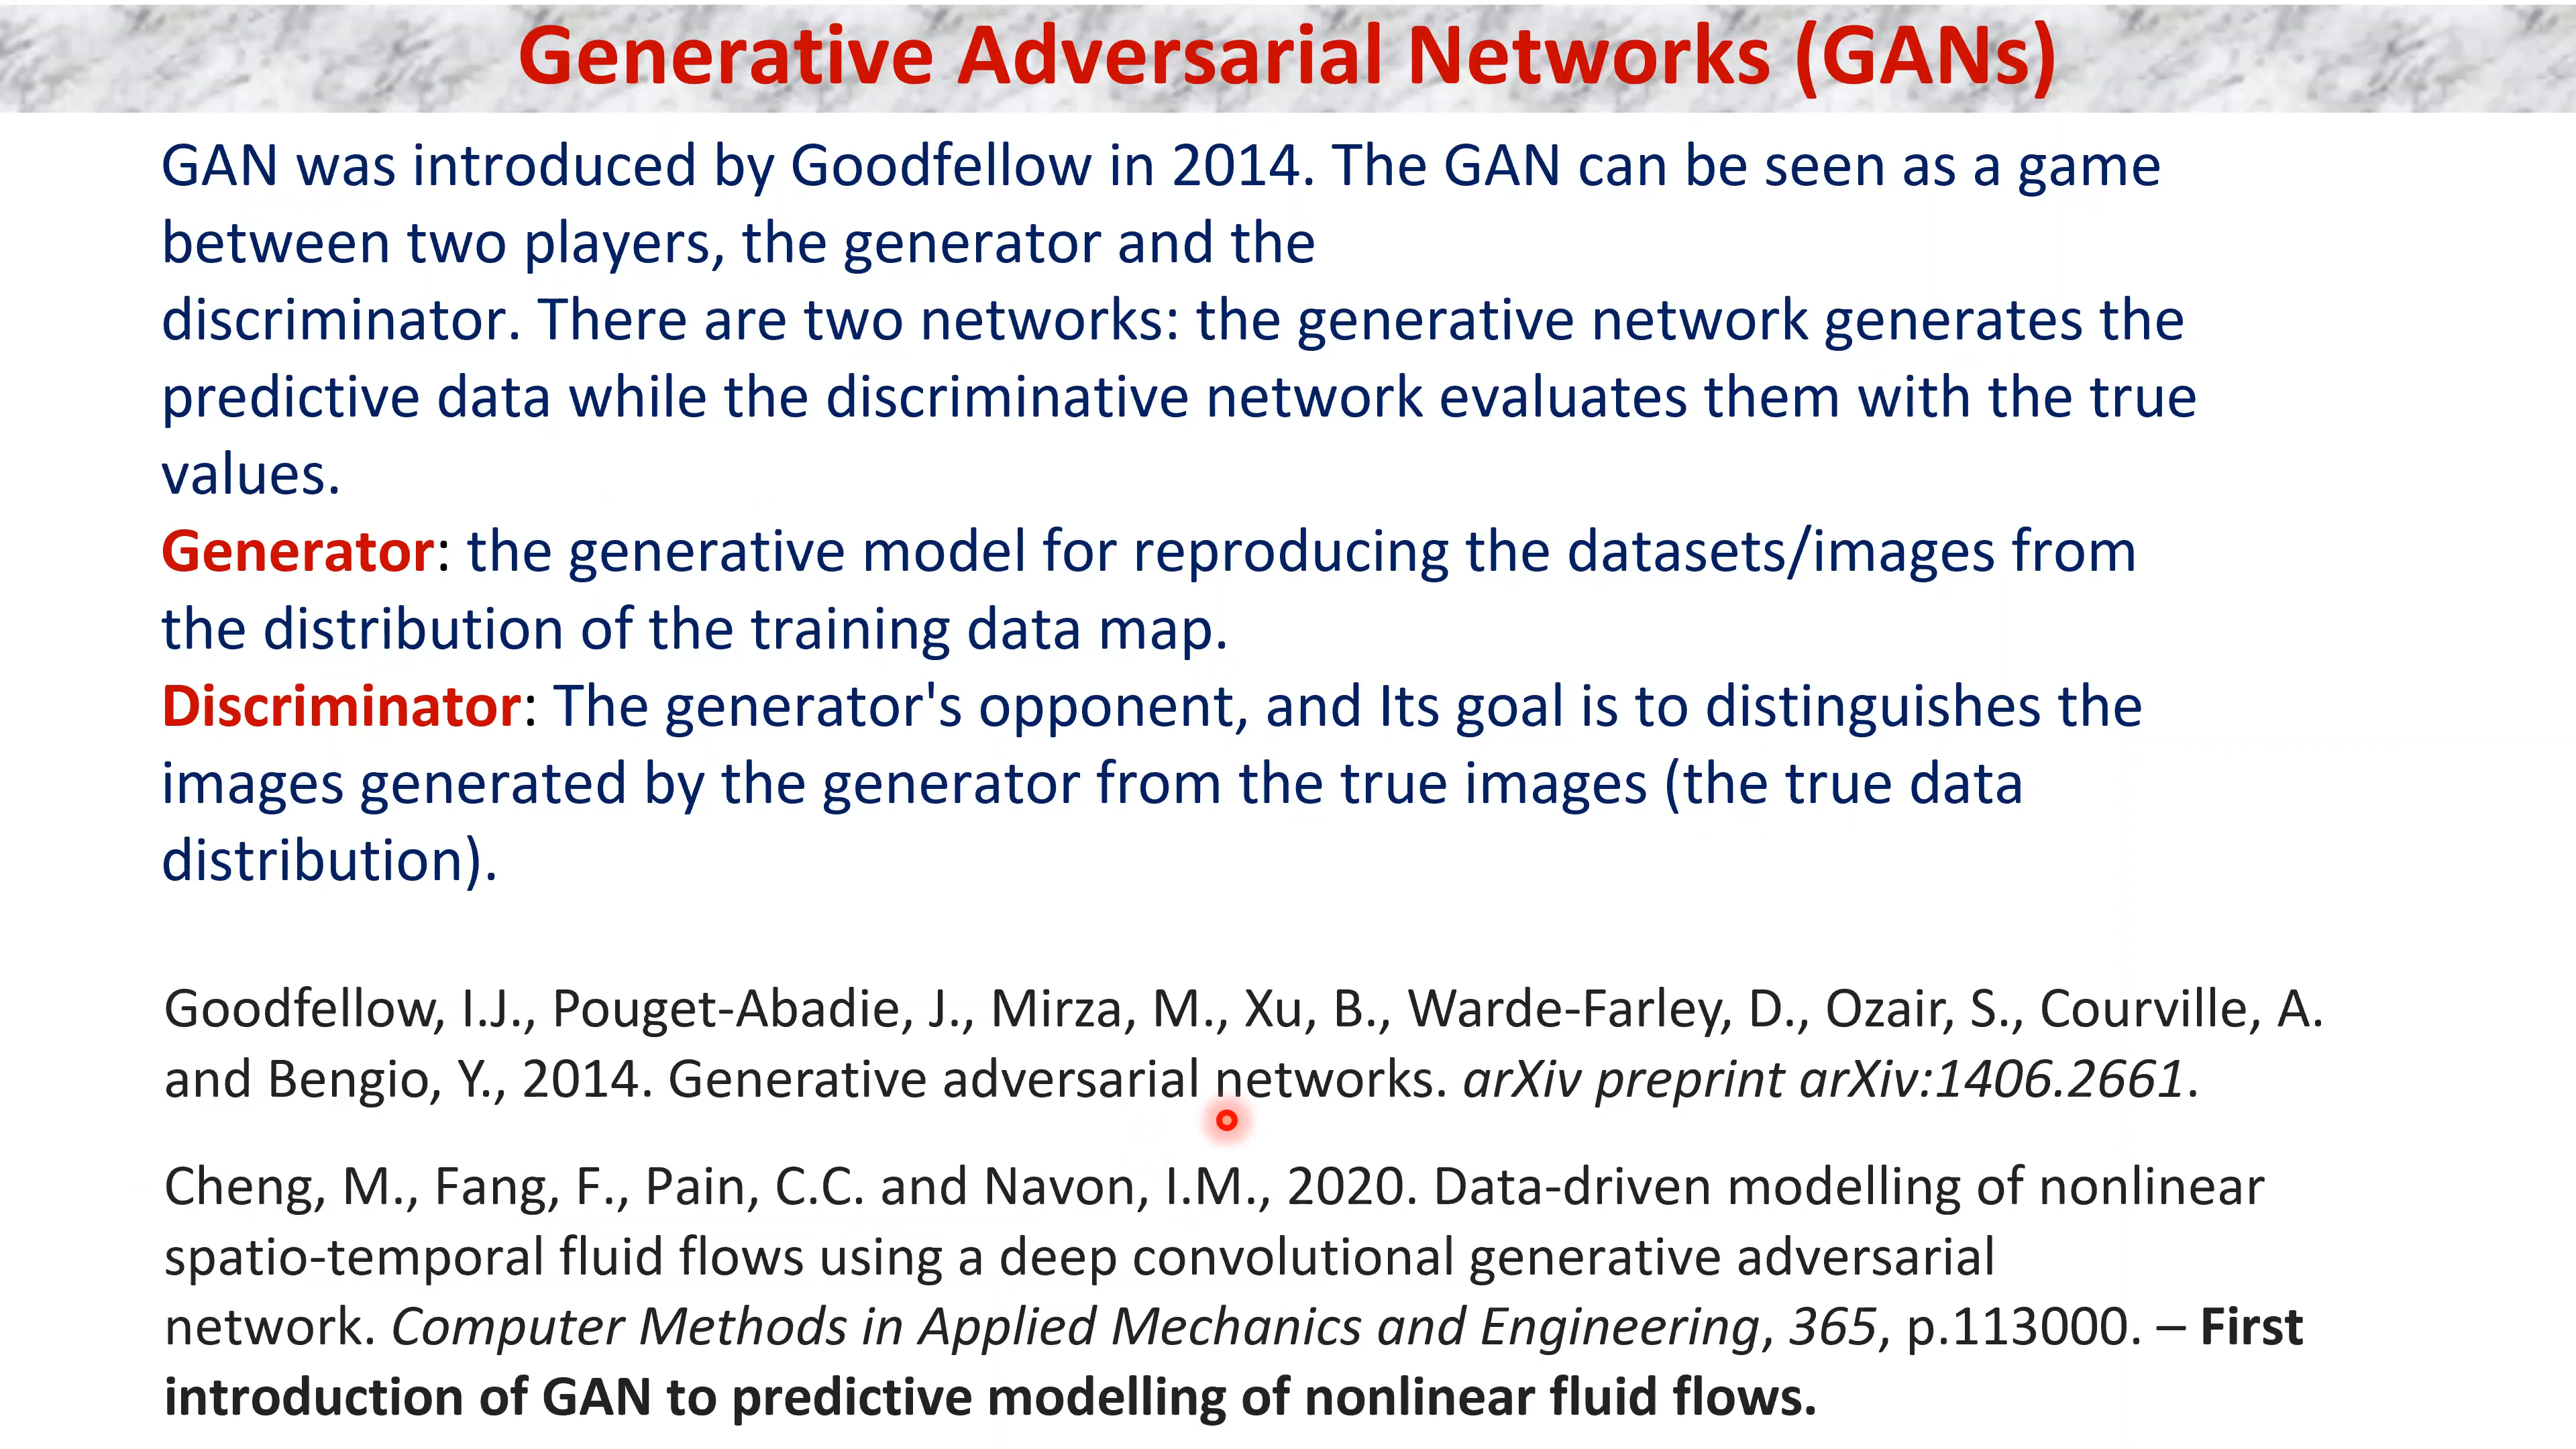 Generative Adversarial Networks (GANs)
GAN was introduced by Goodfellow in 2014. The GAN can be seen as a game
between two players, the generator and the
discriminator. There are two networks: the generative network generates the
predictive data while the discriminative network evaluates them with the true
values.
Generator: the generative model for reproducing the datasets/images from
the distribution of the training data map.
Discriminator: The generator's opponent, and Its goal is to distinguishes the
images generated by the generator from the true images (the true data
distribution).
Goodfellow, I.J., Pouget-Abadie, J., Mirza, M., Xu, B., Warde-Farley, D., Ozair, S., Courville, A.
and Bengio, Y., 2014. Generative adversarial networks. arXiv preprint arXiv:1406.2661.
Cheng, M., Fang, F., Pain, C.C. and Navon, I.M., 2020. Data-driven modelling of nonlinear
spatio-temporal fluid flows using a deep convolutional generative adversarial
network. Computer Methods in Applied Mechanics and Engineering, 365, p.113000. – First
introduction of GAN to predictive modelling of nonlinear fluid flows.